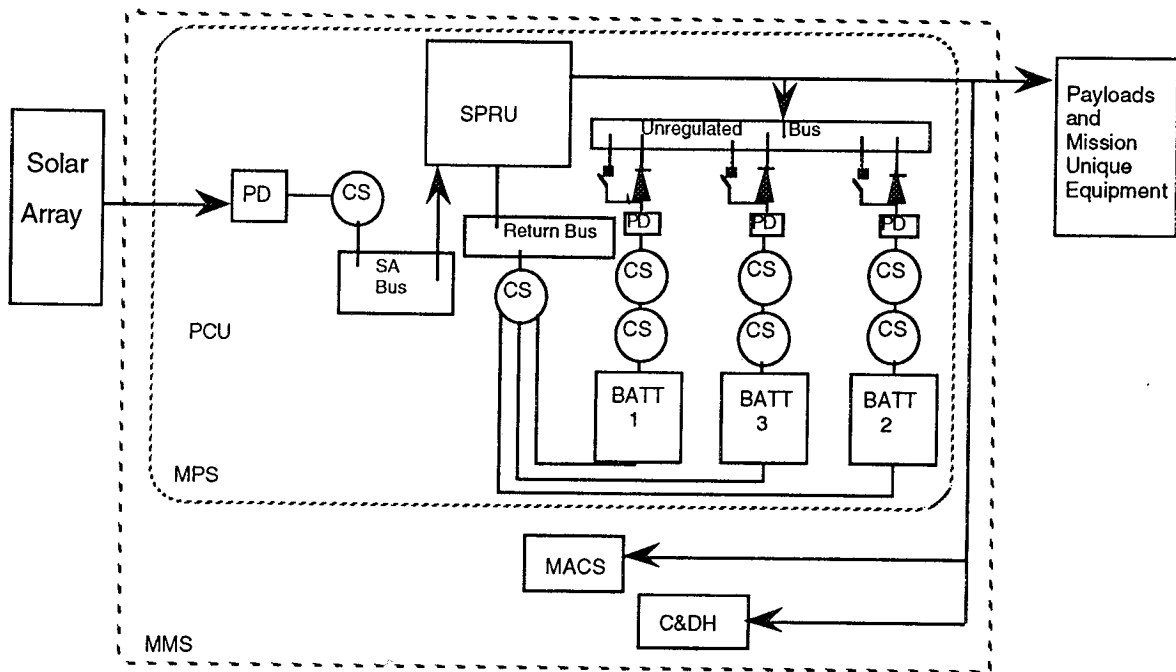 Solar
Array
PD
CS
SA
Bus
SPRU
Return Bus
CS
Unregulated Bus
PD
CS
CS
BATT
1
PD
CS
CS
BATT
3
PD
CS
CS
BATT
2
Payloads
and
Mission
Unique
Equipment
PCU
MPS
MACS
C&DH
MMS